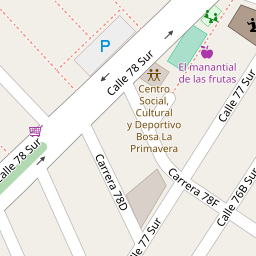 P
Calle 78 Sur
El manantial
de las frutas
Centro
Social,
Cultural
y Deportivo
Bosa La
Primavera
Calle 77 Sur
Calle 78 Sur
Carrera 78D
Carrera 78F
Calle 76B Sur
Calle 77 Sur